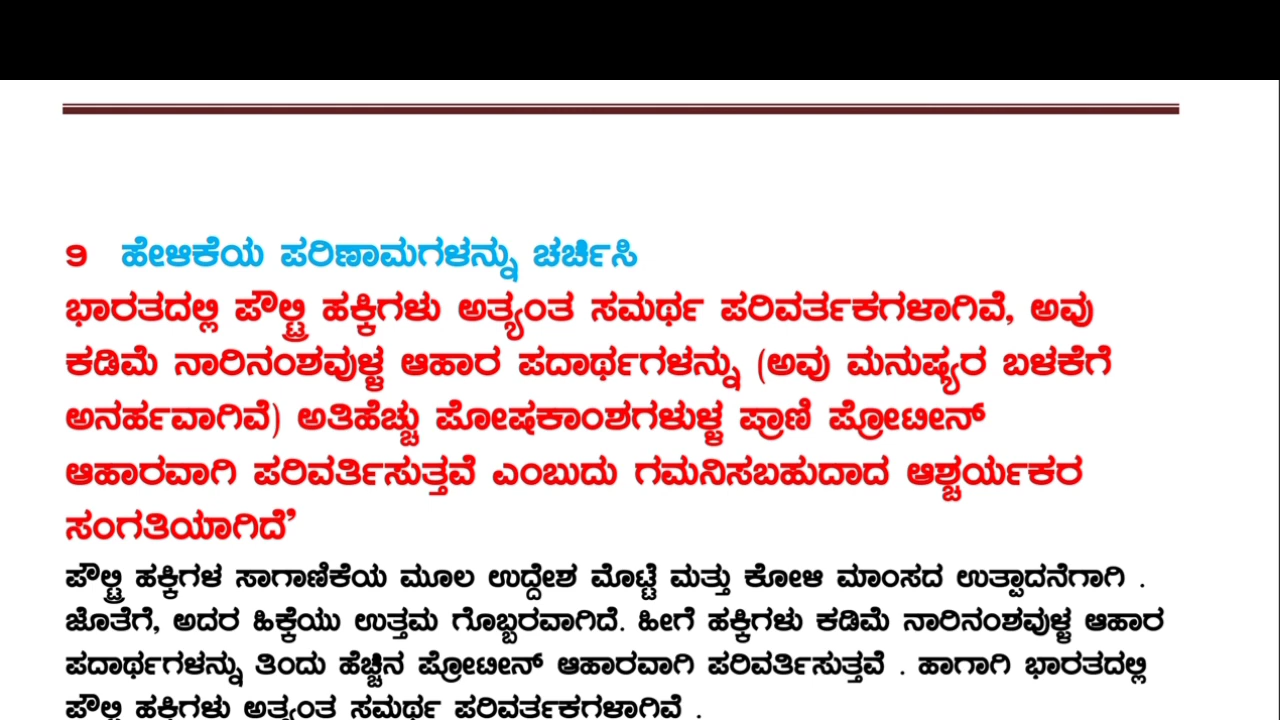 9 ಹೇಳಿಕೆಯ ಪರಿಣಾಮಗಳನ್ನು ಚರ್ಚಿಸಿ
ಭಾರತದಲ್ಲಿ ಪೌಲ್ಟ್ರಿ ಹಕ್ಕಿಗಳು ಅತ್ಯಂತ ಸಮರ್ಥ ಪರಿವರ್ತಕಗಳಾಗಿವೆ, ಅವು
ಕಡಿಮೆ ನಾರಿನಂಶವುಳ್ಳ ಆಹಾರ ಪದಾರ್ಥಗಳನ್ನು (ಅವು ಮನುಷ್ಯರ ಬಳಕೆಗೆ
ಅನರ್ಹವಾಗಿವೆ) ಅತಿಹೆಚ್ಚು ಪೋಷಕಾಂಶಗಳುಳ್ಳ ಪ್ರಾಣಿ ಪ್ರೋಟೀನ್
ಆಹಾರವಾಗಿ ಪರಿವರ್ತಿಸುತ್ತವೆ ಎಂಬುದು ಗಮನಿಸಬಹುದಾದ ಆಶ್ಚರ್ಯಕರ
ಸಂಗತಿಯಾಗಿದೆ’
ಪೌಲ್ಟ್ರಿ ಹಕ್ಕಿಗಳ ಸಾಗಾಣಿಕೆಯ ಮೂಲ ಉದ್ದೇಶ ಮೊಟ್ಟೆ ಮತ್ತು ಕೋಳಿ ಮಾಂಸದ ಉತ್ಪಾದನೆಗಾಗಿ .
ಜೊತೆಗೆ, ಅದರ ಹಿಕ್ಕೆಯು ಉತ್ತಮ ಗೊಬ್ಬರವಾಗಿದೆ. ಹೀಗೆ ಹಕ್ಕಿಗಳು ಕಡಿಮೆ ನಾರಿನಂಶವುಳ್ಳ ಆಹಾರ
ಪದಾರ್ಥಗಳನ್ನು ತಿಂದು ಹೆಚ್ಚಿನ ಪ್ರೋಟೀನ್ ಆಹಾರವಾಗಿ ಪರಿವರ್ತಿಸುತ್ತವೆ . ಹಾಗಾಗಿ ಭಾರತದಲ್ಲಿ
ಪೌಲ್ಟ್ರಿ ಹಕ್ಕಿಗಳು ಅತ್ಯಂತ ಸಮರ್ಥ ಪರಿವರ್ತಕಗಳಾಗಿವೆ .